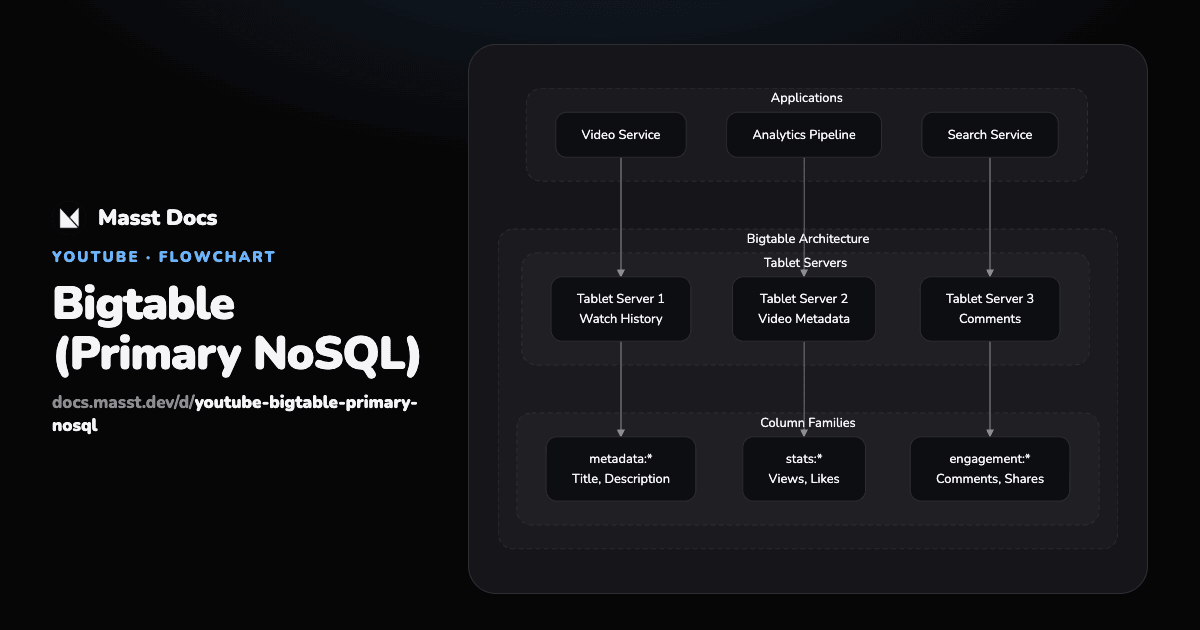 Masst Docs
YOUTUBE · FLOWCHART
Bigtable
(Primary NoSQL)
docs.masst.dev/d/youtube-bigtable-primary-
nosql
Applications
Video Service
Analytics Pipeline
Search Service
Bigtable Architecture
Tablet Servers
Tablet Server 1
Watch History
Tablet Server 2
Video Metadata
Tablet Server 3
Comments
Column Families
metadata:*
Title, Description
stats:*
Views, Likes
engagement:*
Comments, Shares